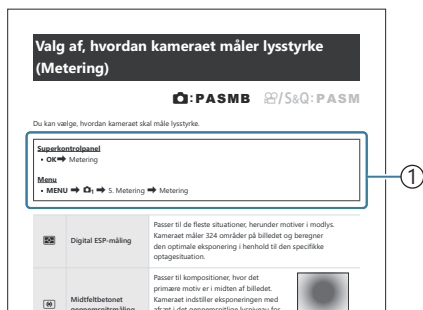 Valg af, hvordan kameraet måler lysstyrke
(Metering)
:PASMB /S&Q:PASM
Du kan vælge, hvordan kameraet skal måle lysstyrke.
Superkontrolpanel
• OK ➡ Metering
Menu
• MENU ➡ 1 ➡ 5. Metering ➡ Metering
1
Digital ESP-måling
Passer til de fleste situationer, herunder motiver i modlys.
Kameraet måler 324 områder på billedet og beregner
den optimale eksponering i henhold til den specifikke
optagesituation.
Midtfeltbetonet
Passer til kompositioner, hvor det
primære motiv er i midten af billedet.
Kameraet indstiller eksponeringen med